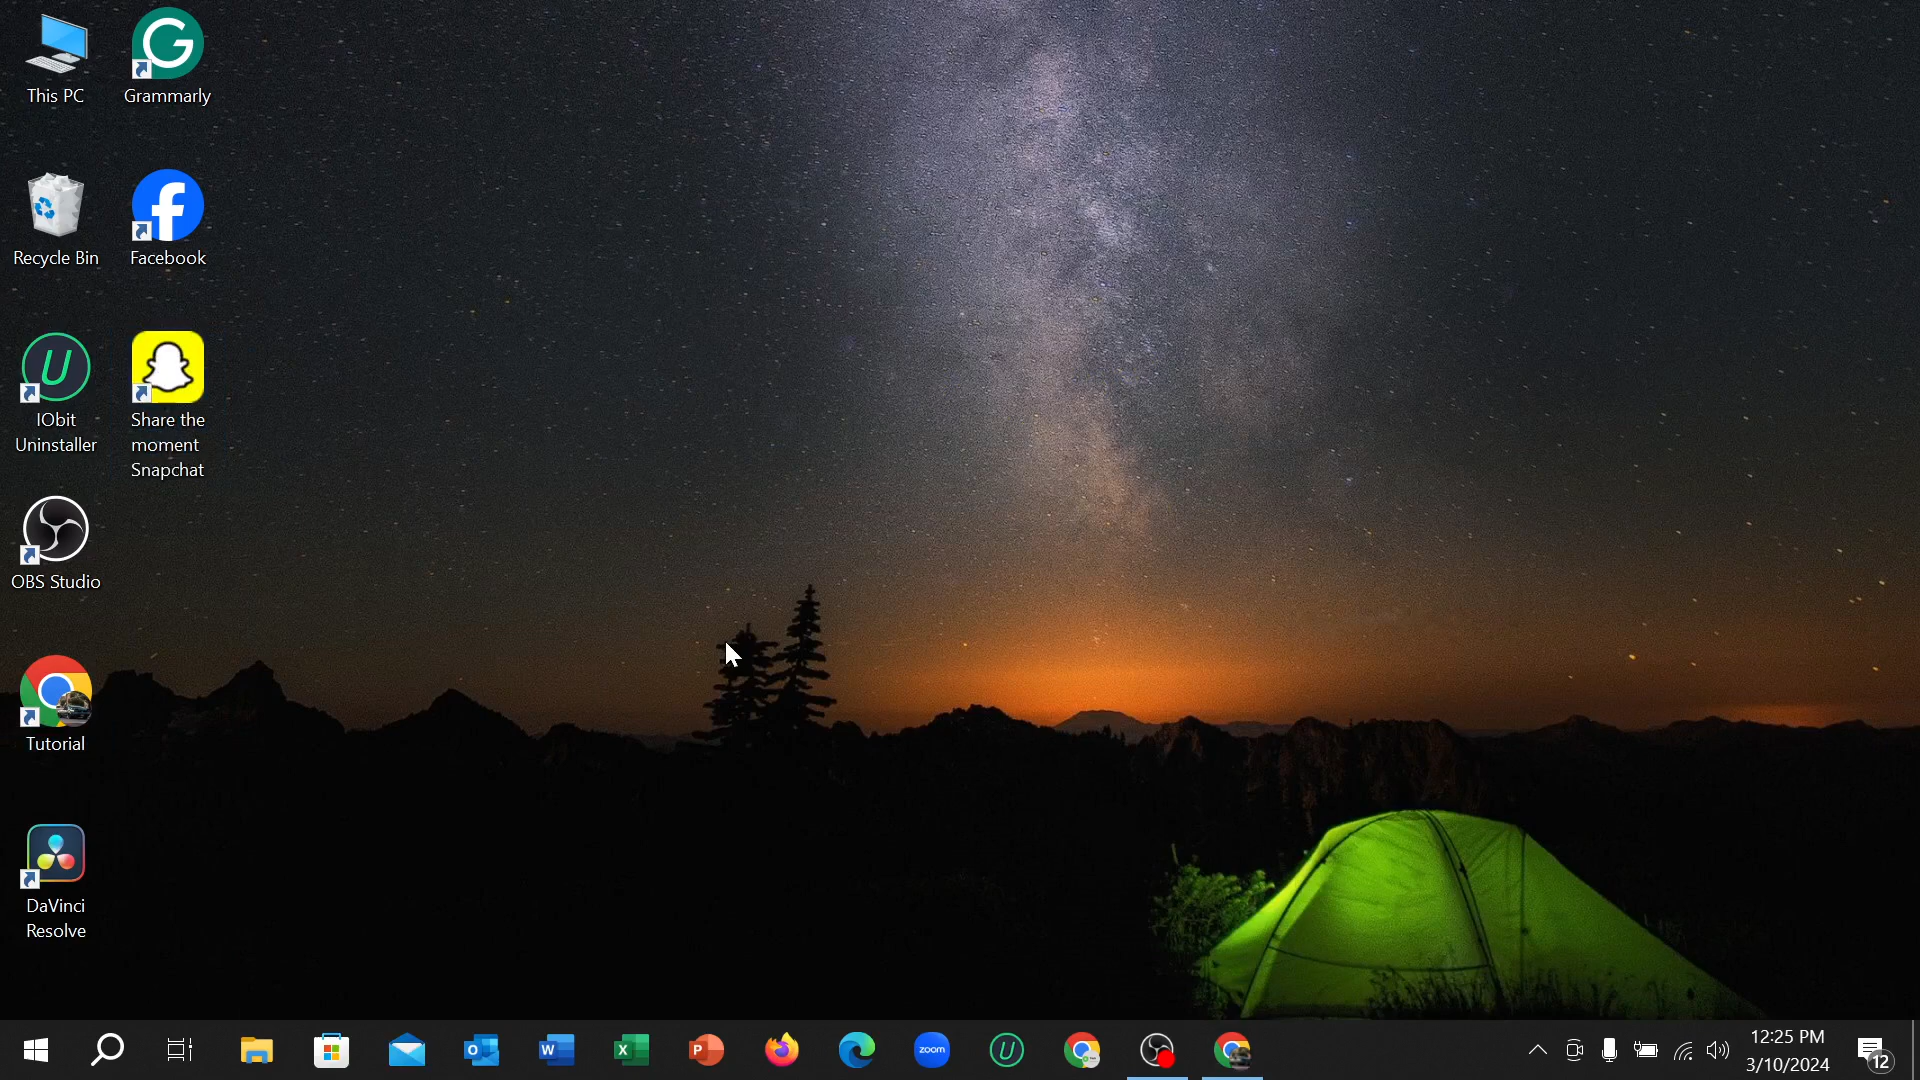 This PC
Grammarly
Recycle Bin
Facebook
IObit
Uninstaller
Share the
moment
Snapchat
OBS Studio
Tutorial
DaVinci
Resolve
zoom
12:25 PM
3/10/2024
12